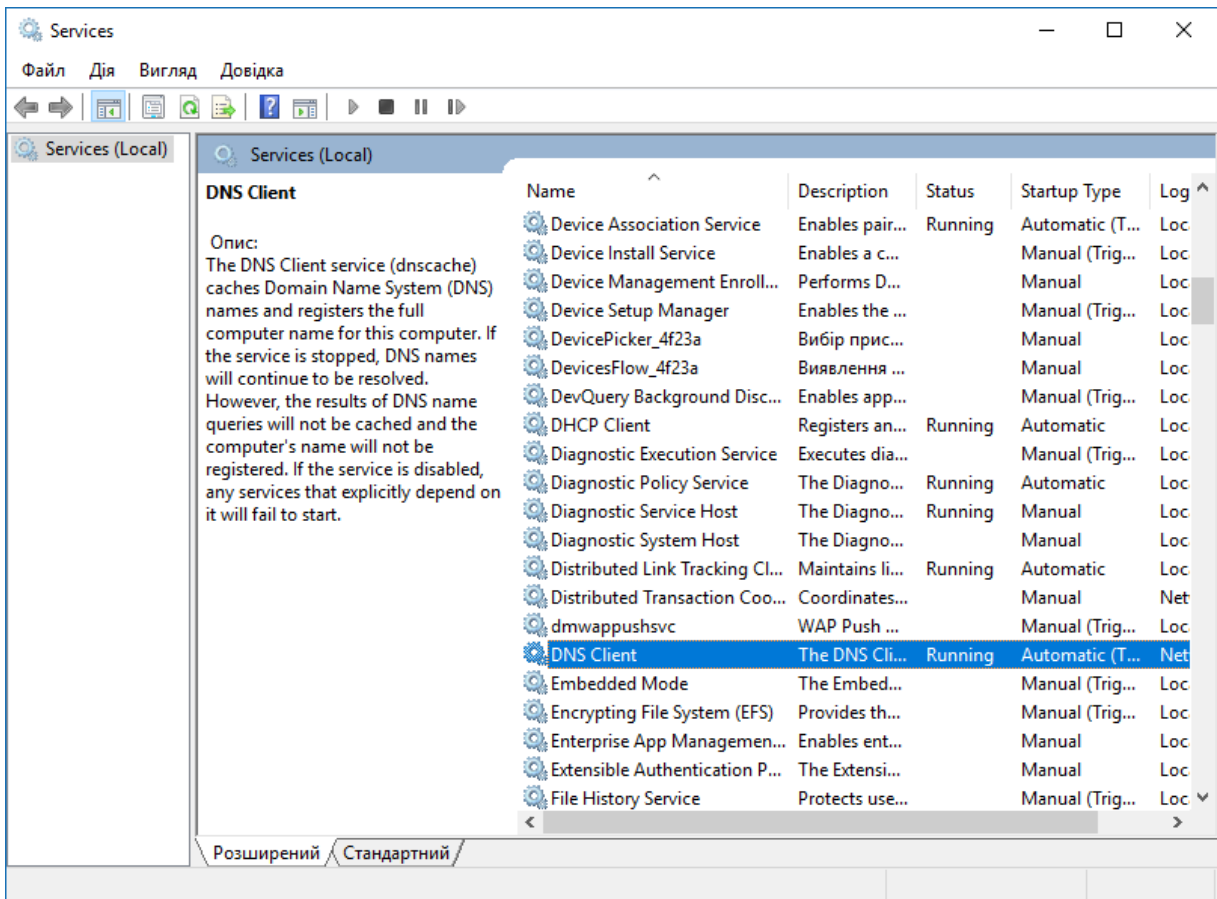 Services
Файл Дія Вигляд Довідка
Services (Local)
Services (Local)
DNS Client
Опис:
The DNS Client service (dnscache)
caches Domain Name System (DNS)
names and registers the full
computer name for this computer. If
the service is stopped, DNS names
will continue to be resolved.
However, the results of DNS name
queries will not be cached and the
computer's name will not be
registered. If the service is disabled,
any services that explicitly depend on
it will fail to start.
Name Description Status Startup Type Log
Device Association Service Enables pair... Running Automatic (T... Loc
Device Install Service Enables a c... Manual (Trig... Loc
Device Management Enroll... Performs D... Manual Loc
Device Setup Manager Enables the ... Manual (Trig... Loc
DevicePicker_4f23a Вибір прис... Manual Loc
DevicesFlow_4f23a Виявлення ... Manual Loc
DevQuery Background Disc... Enables app... Manual (Trig... Loc
DHCP Client Registers an... Running Automatic Loc
Diagnostic Execution Service Executes dia... Manual (Trig... Loc
Diagnostic Policy Service The Diagno... Running Automatic Loc
Diagnostic Service Host The Diagno... Running Manual Loc
Diagnostic System Host The Diagno... Manual Loc
Distributed Link Tracking Cl... Maintains li... Running Automatic Loc
Distributed Transaction Coo... Coordinates... Manual Net
dmwappushsvc WAP Push ... Manual (Trig... Loc
DNS Client The DNS Cli... Running Automatic (T... Net
Embedded Mode The Embed... Manual (Trig... Loc
Encrypting File System (EFS) Provides th... Manual (Trig... Loc
Enterprise App Managemen... Enables ent... Manual Loc
Extensible Authentication P... The Extensi... Manual Loc
File History Service Protects use... Manual (Trig... Loc
Розширений Стандартний